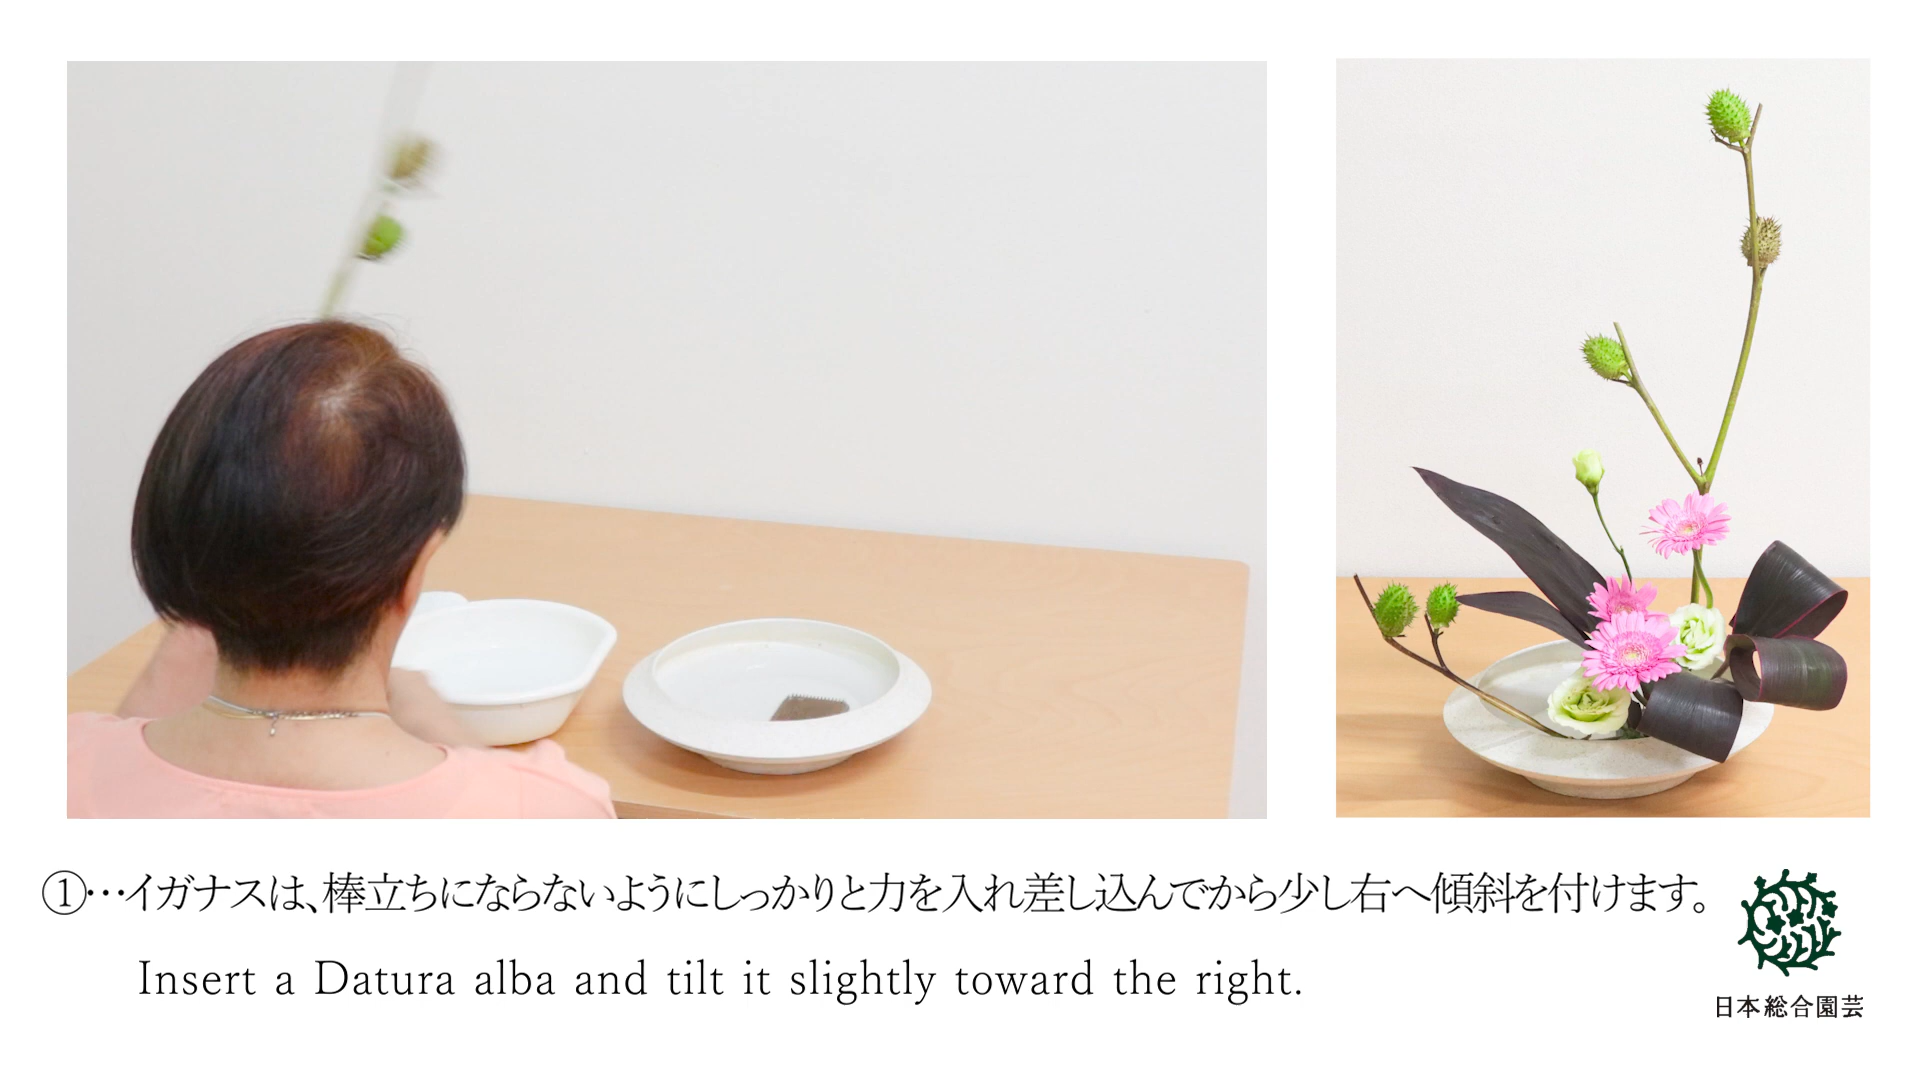 ①…イガナスは、棒立ちにならないようにしっかりと力を入れ差し込んでから少し右へ傾斜を付けます。
Insert a Datura alba and tilt it slightly toward the right.
日本総合園芸